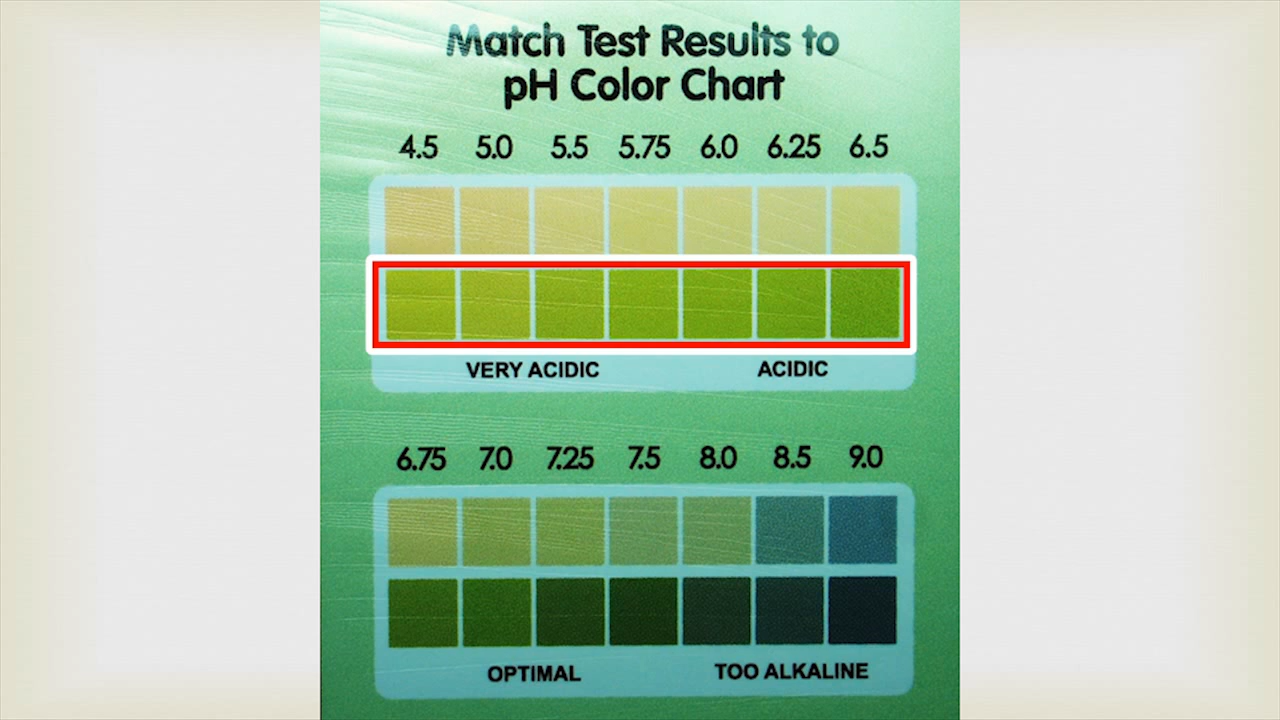 Match Test Results to
pH Color Chart
4.5 5.0 5.5 5.75 6.0 6.25 6.5
VERY ACIDIC ACIDIC
6.75 7.0 7.25 7.5 8.0 8.5 9.0
OPTIMAL TOO ALKALINE